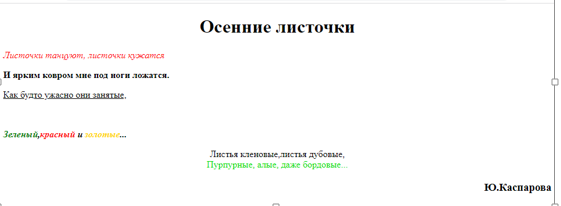 Осенние листочки
Листочки танцуют, листочки кужатся
И ярким ковром мне под ноги ложатся.
Как будто ужасно они занятые,
Зеленый,красный и золотые...
Листья кленовые,листья дубовые,
Пурпурные, алые, даже бордовые...
Ю.Каспарова